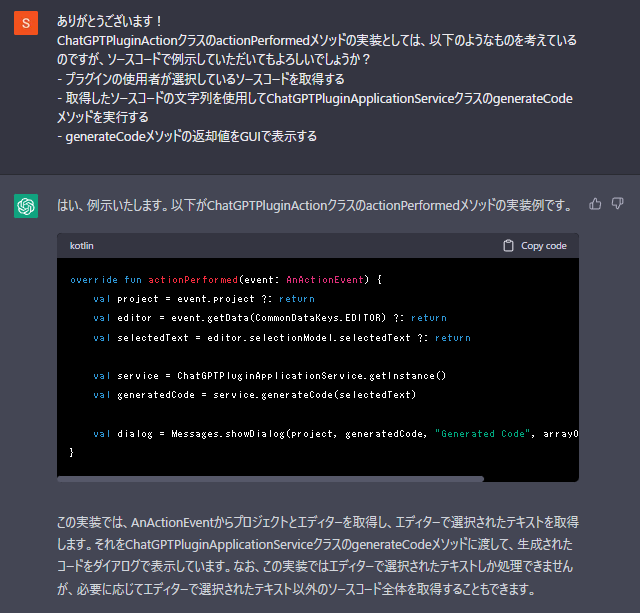 S
ありがとうございます！
ChatGPTPluginActionクラスのactionPerformedメソッドの実装としては、以下のようなものを考えている
のですが、ソースコードで例示していただいてもよろしいでしょうか？
- プラグインの使用者が選択しているソースコードを取得する
- 取得したソースコードの文字列を使用してChatGPTPluginApplicationServiceクラスのgenerateCode
メソッドを実行する
- generateCodeメソッドの返却値をGUIで表示する
はい、例示いたします。以下がChatGPTPluginActionクラスのactionPerformedメソッドの実装例です。
kotlin
Copy code
override fun actionPerformed(event: AnActionEvent) {
val project = event.project ?: return
val editor = event.getData(CommonDataKeys.EDITOR) ?: return
val selectedText = editor.selectionModel.selectedText ?: return
val service = ChatGPTPluginApplicationService.getInstance()
val generatedCode = service.generateCode(selectedText)
val dialog = Messages.showDialog(project, generatedCode, "Generated Code", arrayO
}
この実装では、AnActionEventからプロジェクトとエディターを取得し、エディターで選択されたテキストを取得
します。それをChatGPTPluginApplicationServiceクラスのgenerateCodeメソッドに渡して、生成された
コードをダイアログで表示しています。なお、この実装ではエディターで選択されたテキストしか処理できません
が、必要に応じてエディターで選択されたテキスト以外のソースコード全体を取得することもできます。